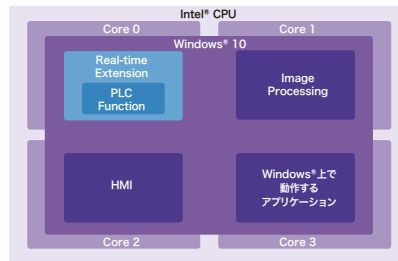 Intel® CPU
Core 0
Core 1
Windows® 10
Real-time
Extension
PLC
Function
Image
Processing
HMI
Windows®上で
動作する
アプリケーション
Core 2
Core 3